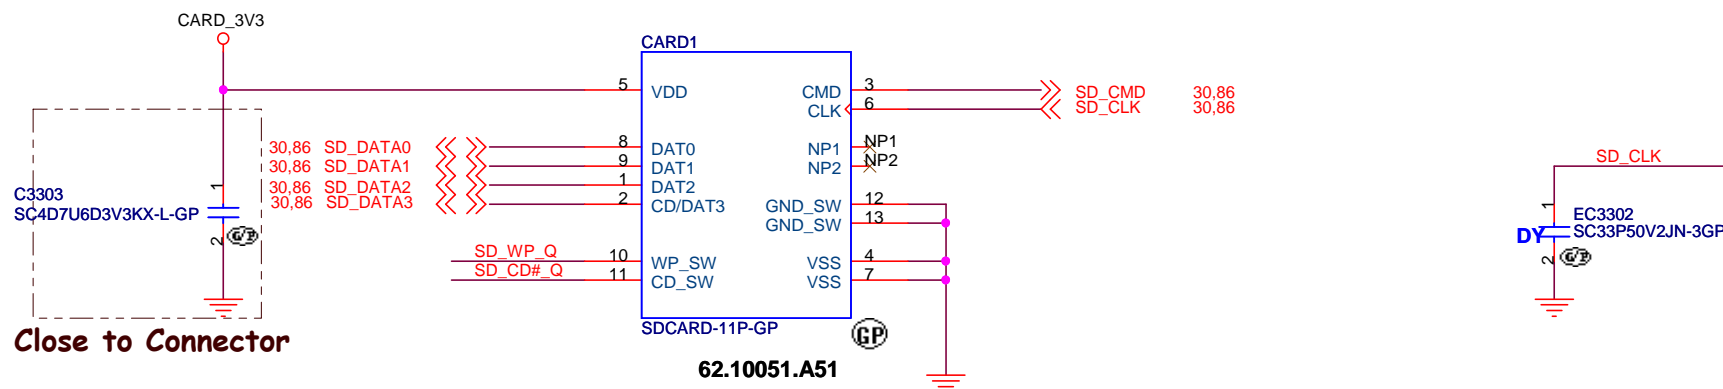 CARD_3V3
CARD1
5 VDD CMD 3 SD_CMD 30,86
CLK 6 SD_CLK 30,86
30,86 SD_DATA0 8 DAT0 NP1 NP1
30,86 SD_DATA1 9 DAT1 NP2 NP2
30,86 SD_DATA2 1 DAT2
30,86 SD_DATA3 2 CD/DAT3 GND_SW 12
GND_SW 13
SD_WP_Q 10 WP_SW VSS 4
SD_CD#_Q 11 CD_SW VSS 7
SDCARD-11P-GP
GP
62.10051.A51
1
C3303
SC4D7U6D3V3KX-L-GP
2 G/P
Close to Connector
SD_CLK
1
EC3302
SC33P50V2JN-3GP
DY
2 G/P